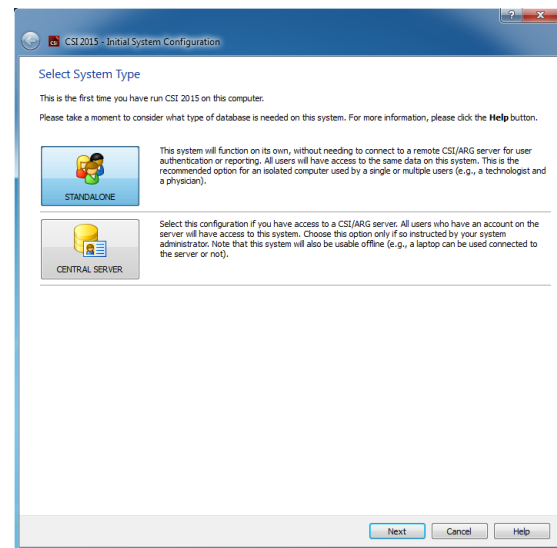 CSI 2015 - Initial System Configuration
Select System Type
This is the first time you have run CSI 2015 on this computer.
Please take a moment to consider what type of database is needed on this system. For more information, please click the Help button.
This system will function on its own, without needing to connect to a remote CSI/ARG server for user
authentication or reporting. All users will have access to the same data on this system. This is the
recommended option for an isolated computer used by a single or multiple users (e.g., a technologist and
a physician).
STANDALONE
Select this configuration if you have access to a CSI/ARG server. All users who have an account on the
server will have access to this system. Choose this option only if so instructed by your system
administrator. Note that this system will also be usable offline (e.g., a laptop can be used connected to
the server or not).
CENTRAL SERVER
Next Cancel Help